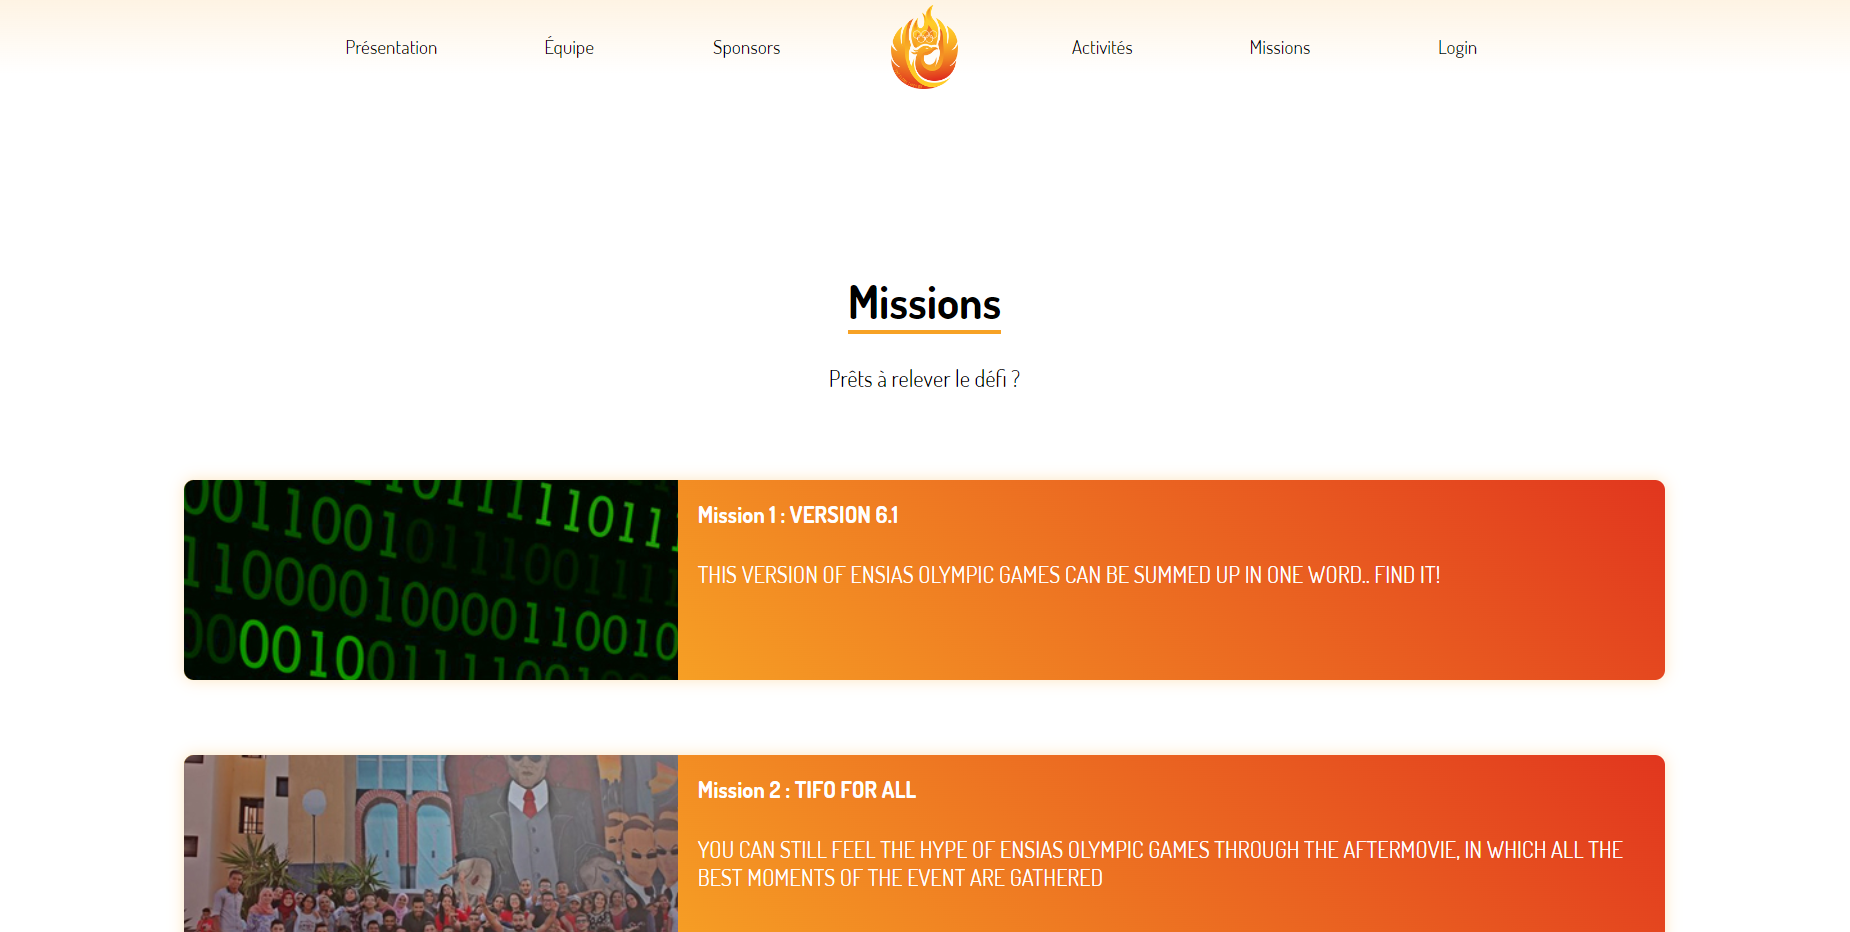 Présentation
Équipe
Sponsors
Activités
Missions
Login
Missions
Prêts à relever le défi ?
Mission 1 : VERSION 6.1
THIS VERSION OF ENSIAS OLYMPIC GAMES CAN BE SUMMED UP IN ONE WORD.. FIND IT!
Mission 2 : TIFO FOR ALL
YOU CAN STILL FEEL THE HYPE OF ENSIAS OLYMPIC GAMES THROUGH THE AFTERMOVIE, IN WHICH ALL THE
BEST MOMENTS OF THE EVENT ARE GATHERED